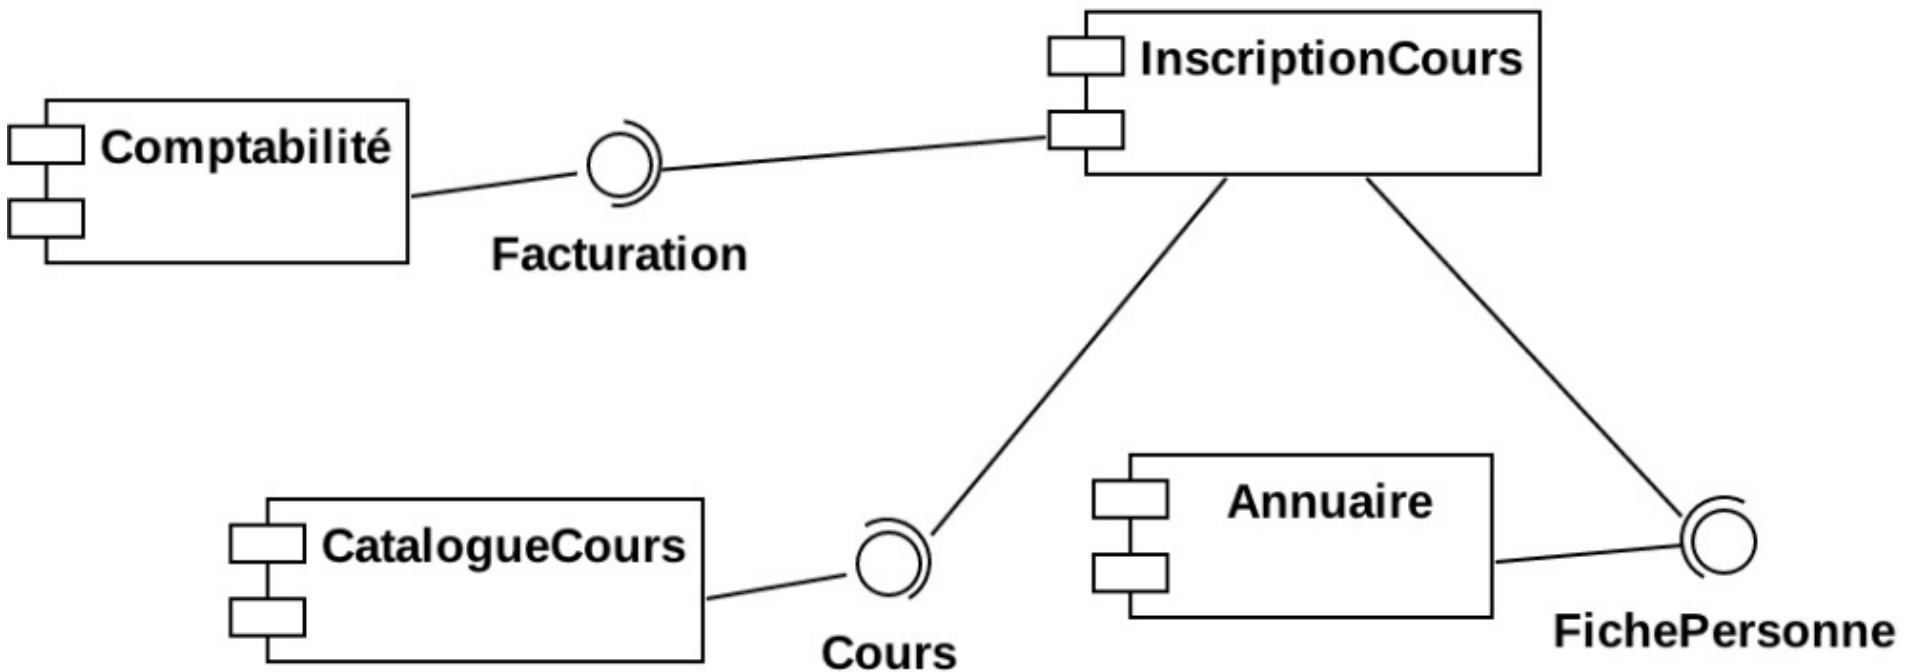 InscriptionCours
Comptabilité
Facturation
Annuaire
CatalogueCours
FichePersonne
Cours